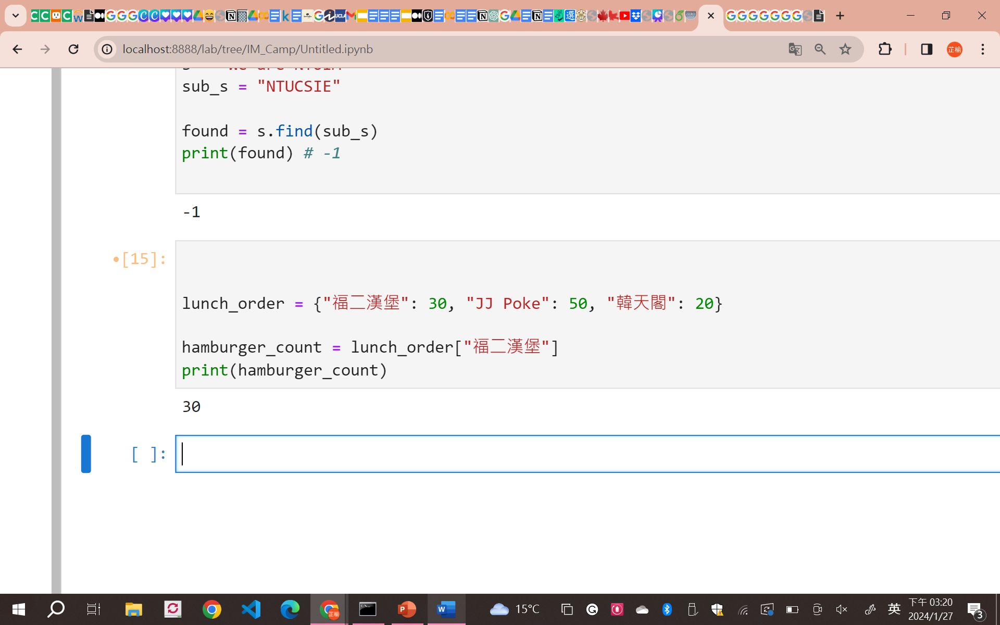 localhost:8888/lab/tree/IM_Camp/Untitled.ipynb
芷榆
sub_s = "NTUCSIE"
found = s.find(sub_s)
print(found) # -1
-1
•[15]:
lunch_order = {"福二漢堡": 30, "JJ Poke": 50, "韓天閣": 20}
hamburger_count = lunch_order["福二漢堡"]
print(hamburger_count)
30
[ ]:
15°C
英
下午 03:20
2024/1/27
3